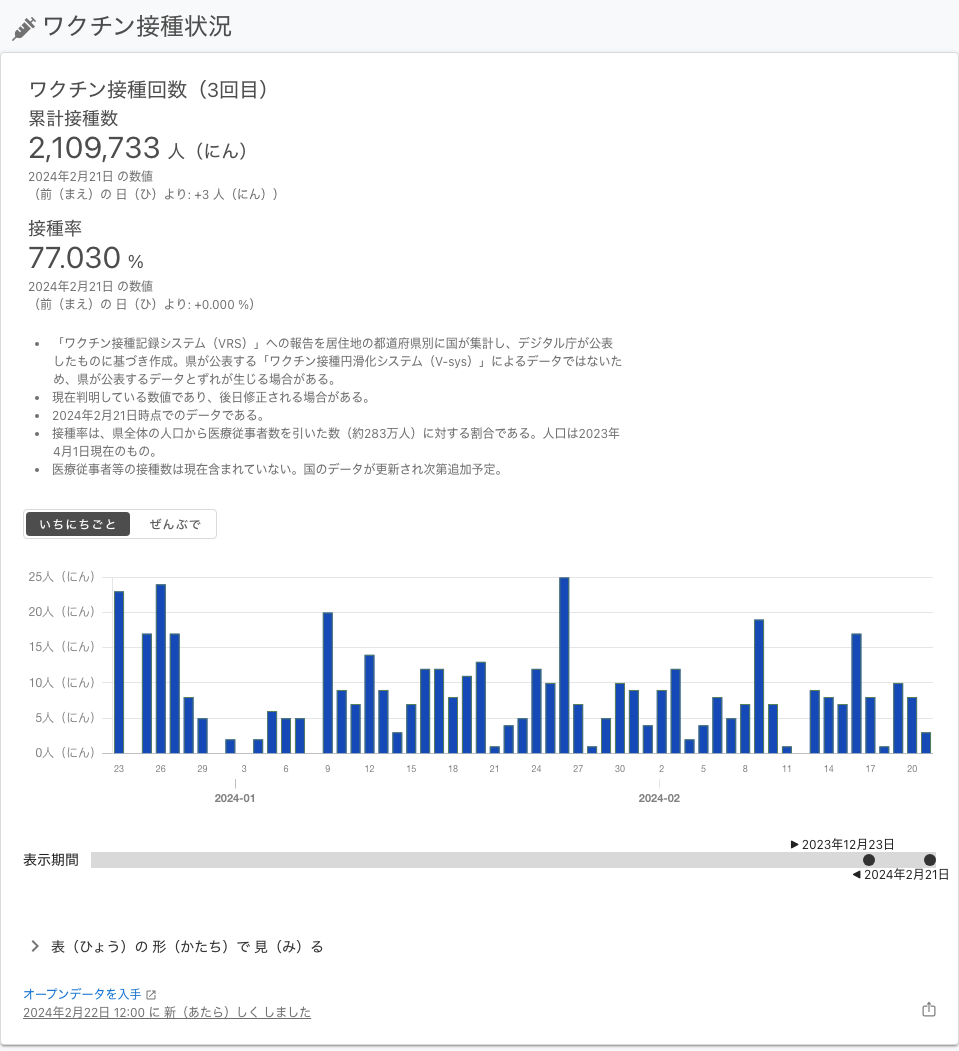 ワクチン接種状況
ワクチン接種回数（3回目）
累計接種数
2,109,733 人（にん）
2024年2月21日 の数値
（前（まえ）の 日（ひ）より: +3 人（にん））
接種率
77.030 %
2024年2月21日 の数値
（前（まえ）の 日（ひ）より: +0.000 %）
• 「ワクチン接種記録システム（VRS）」への報告を居住地の都道府県別に国が集計し、デジタル庁が公表
したものに基づき作成。県が公表する「ワクチン接種円滑化システム（V-sys）」によるデータではないた
め、県が公表するデータとずれが生じる場合がある。
• 現在判明している数値であり、後日修正される場合がある。
• 2024年2月21日時点でのデータである。
• 接種率は、県全体の人口から医療従事者数を引いた数（約283万人）に対する割合である。人口は2023年
4月1日現在のもの。
• 医療従事者等の接種数は現在含まれていない。国のデータが更新され次第追加予定。
いちにちごと ぜんぶで
25人（にん）
20人（にん）
15人（にん）
10人（にん）
5人（にん）
0人（にん）
23 26 29 3 6 9 12 15 18 21 24 27 30 2 5 8 11 14 17 20
2024-01 2024-02
▶ 2023年12月23日
表示期間
◀ 2024年2月21日
表（ひょう）の 形（かたち）で 見（み）る
オープンデータを入手
2024年2月22日 12:00 に 新（あたら）しく しました